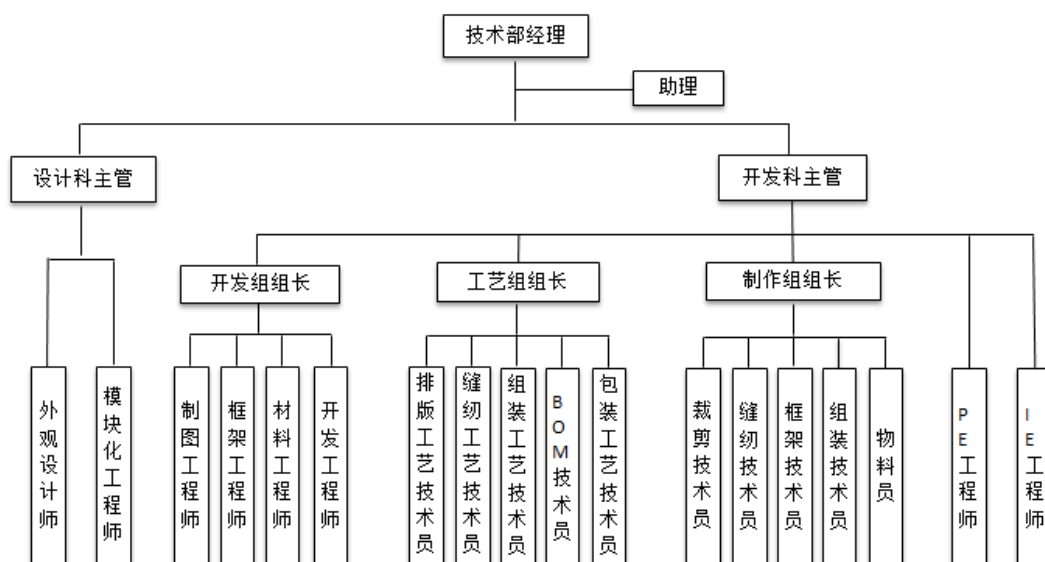 技术部经理
助理
设计科主管
开发科主管
开发组组长
工艺组组长
制作组组长
外观设计师
模块化工程师
制图工程师
框架工程师
材料工程师
开发工程师
排版工艺技术员
缝纫工艺技术员
组装工艺技术员
BOM技术员
包装工艺技术员
裁剪技术员
缝纫技术员
框架技术员
组装技术员
物料员
PE工程师
IE工程师